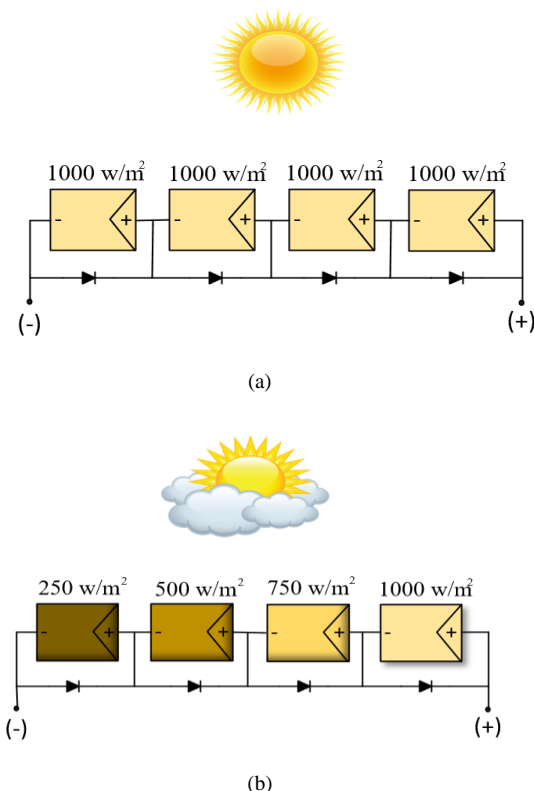 1000 w/m² 1000 w/m² 1000 w/m² 1000 w/m²
- + - + - + - +
(-) (+)
(a)
250 w/m² 500 w/m² 750 w/m² 1000 w/m²
- + - + - + - +
(-) (+)
(b)